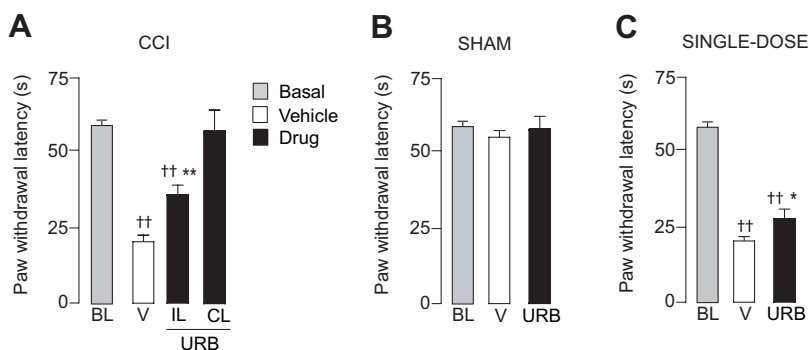 A
CCI
Paw withdrawal latency (s)
75
50
25
0
††
†† **
BL V IL CL
URB
Basal
Vehicle
Drug
B
SHAM
Paw withdrawal latency (s)
75
50
25
0
BL V URB
C
SINGLE-DOSE
Paw withdrawal latency (s)
75
50
25
0
††
†† *
BL V URB